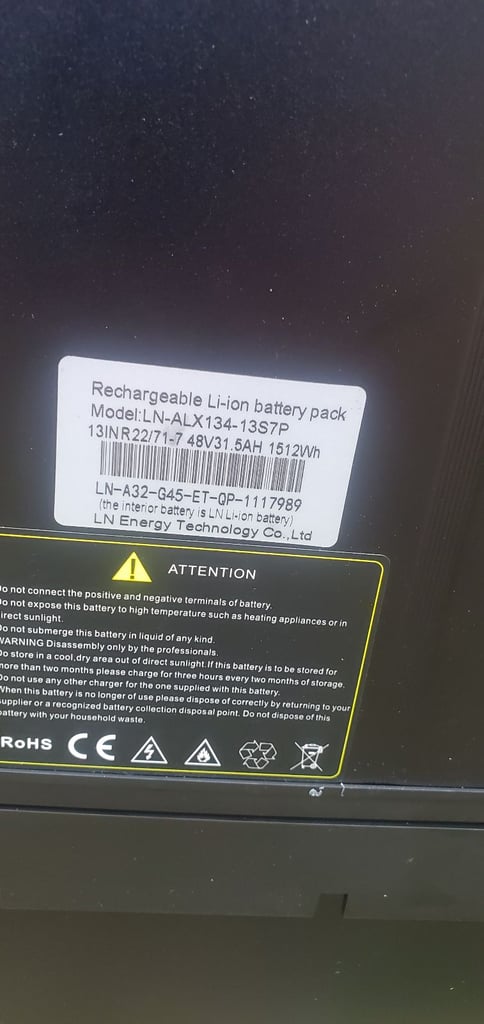 Rechargeable Li-ion battery pack
Model:LN-ALX134-13S7P
13INR22/71-7 48V31.5AH 1512Wh
LN-A32-G45-ET-QP-1117989
(the interior battery is LN Li-ion battery)
LN Energy Technology Co.,Ltd
ATTENTION
Do not connect the positive and negative terminals of battery.
Do not expose this battery to high temperature such as heating appliances or in
direct sunlight.
Do not submerge this battery in liquid of any kind.
WARNING Disassembly only by the professionals.
Do store in a cool,dry area out of direct sunlight.If this battery is to be stored for
more than two months please charge for three hours every two months of storage.
Do not use any other charger for the one supplied with this battery.
When this battery is no longer of use please dispose of correctly by returning to your
supplier or a recognized battery collection disposal point. Do not dispose of this
battery with your household waste.
RoHS CE